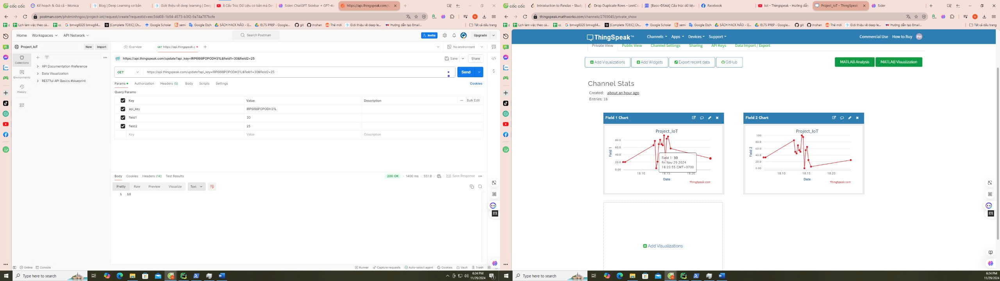 cốc cốc
Kế hoạch & Giá cả - Monica
Blog | Deep Learning cơ bản
Giới thiệu về deep learning | Deep
8 Cấu Trúc Dữ Liệu cơ bản mà De
Sider: ChatGPT Sidebar + GPT-4o
https://api.thingspeak.com/u
postman.com/phdminhngoc/project-iot/request/create?requestId=eec3dd08-1b94-4573-b3f2-9a74a787bcfe
z
Lịch làm việc theo cá...
cc
bmwg6320 bmwg64...
[Complete TOEIC] Ch...
Google Scholar
semi
Google Dịch
SÁCH HACK NÃO - G...
IELTS PREP - Google...
git
mohan
Thẻ mới
Giới thiệu về deep le...
Hướng dẫn tạo Email...
Tất cả dấu trang
Home
Workspaces
API Network
Search Postman
Invite
Upgrade
Project_IoT
New
Import
Overview
GET https://api.thingspeak.c
No environment
Collections
Environments
History
API Documentation #reference
Data Visualization
RESTful API Basics #blueprint
https://api.thingspeak.com/update?api_key=IRP6I98POPODH31L&field1=30&field2=25
Save
Share
GET
https://api.thingspeak.com/update?api_key=IRP6I98POPODH31L&field1=30&field2=25
Send
Params
Authorization
Headers (5)
Body
Scripts
Settings
Cookies
Query Params
Key
Value
Description
Bulk Edit
api_key
IRP6I98POPODH31L
field1
30
field2
25
Key
Value
Description
Body
Cookies
Headers (14)
Test Results
200 OK
1400 ms
551 B
Save Response
Pretty
Raw
Preview
Visualize
Text
1
18
Online
Console
Runner
Capture requests
Auto-select agent
Cookies
Vault
Trash
Type here to search
6:24 PM
11/29/2024
cốc cốc
Introduction to Pandas - Study
Drop Duplicate Rows - LeetCo
[Basic-DSAA] Cấu trúc dữ liệu
Facebook
Iot - Thingspeak - Hướng dẫn
Project_IoT - ThingSpeak
Sider
thingspeak.mathworks.com/channels/2769045/private_show
z
Lịch làm việc theo cá...
cc
bmwg6320 bmwg64...
[Complete TOEIC] Ch...
Google Scholar
semi
Google Dịch
SÁCH HACK NÃO - G...
IELTS PREP - Google...
git
mohan
Thẻ mới
Giới thiệu về deep le...
Hướng dẫn tạo Email...
Tất cả dấu trang
ThingSpeak™
Channels
Apps
Devices
Support
Commercial Use
How to Buy
PH
Private View
Public View
Channel Settings
Sharing
API Keys
Data Import / Export
Add Visualizations
Add Widgets
Export recent data
GitHub
MATLAB Analysis
MATLAB Visualization
Channel Stats
Created: about an hour ago
Entries: 18
Field 1 Chart
Project_IoT
Field 1
80.0
60.0
40.0
20.0
0.00
Field 1: 30
Fri Nov 29 2024
18:23:55 GMT+0700
18:10
18:15
18:20
Date
ThingSpeak.com
Field 2 Chart
Project_IoT
Field 2
100
80.0
60.0
40.0
20.0
0.00
18:10
18:15
18:20
Date
ThingSpeak.com
Add Visualizations
Type here to search
6:24 PM
11/29/2024